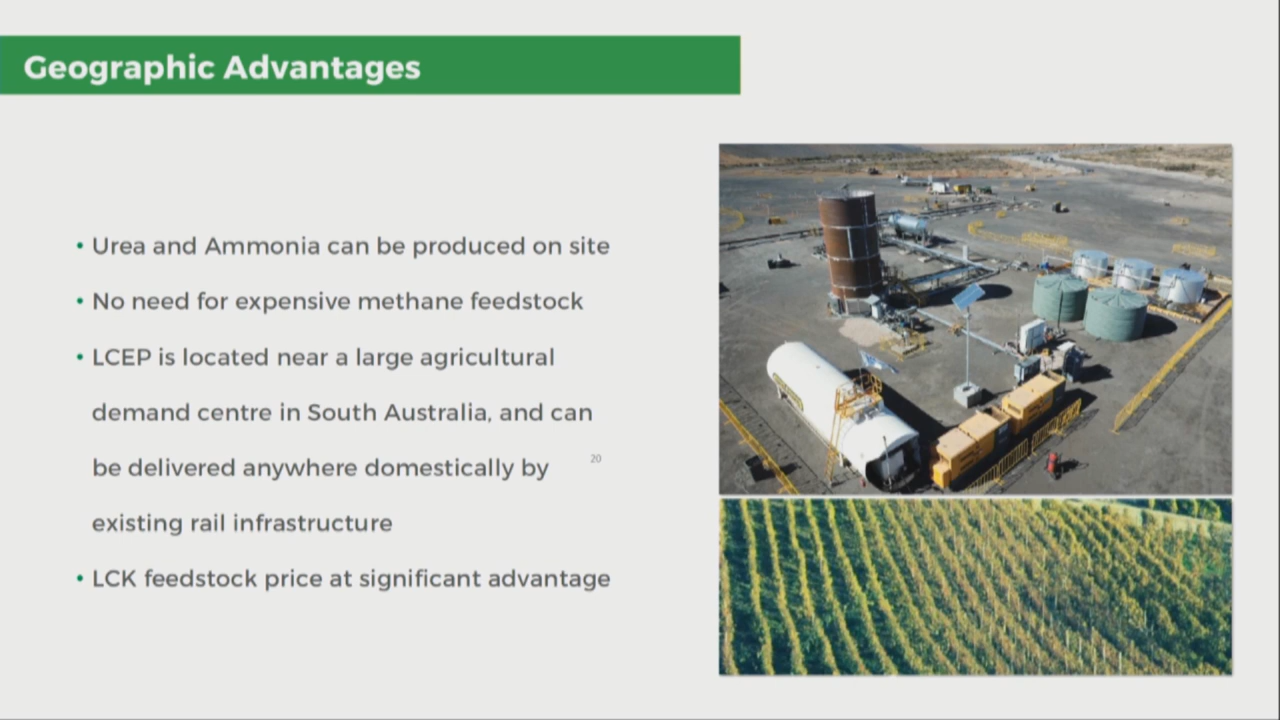 Geographic Advantages
• Urea and Ammonia can be produced on site
• No need for expensive methane feedstock
• LCEP is located near a large agricultural
demand centre in South Australia, and can
be delivered anywhere domestically by
20
existing rail infrastructure
• LCK feedstock price at significant advantage